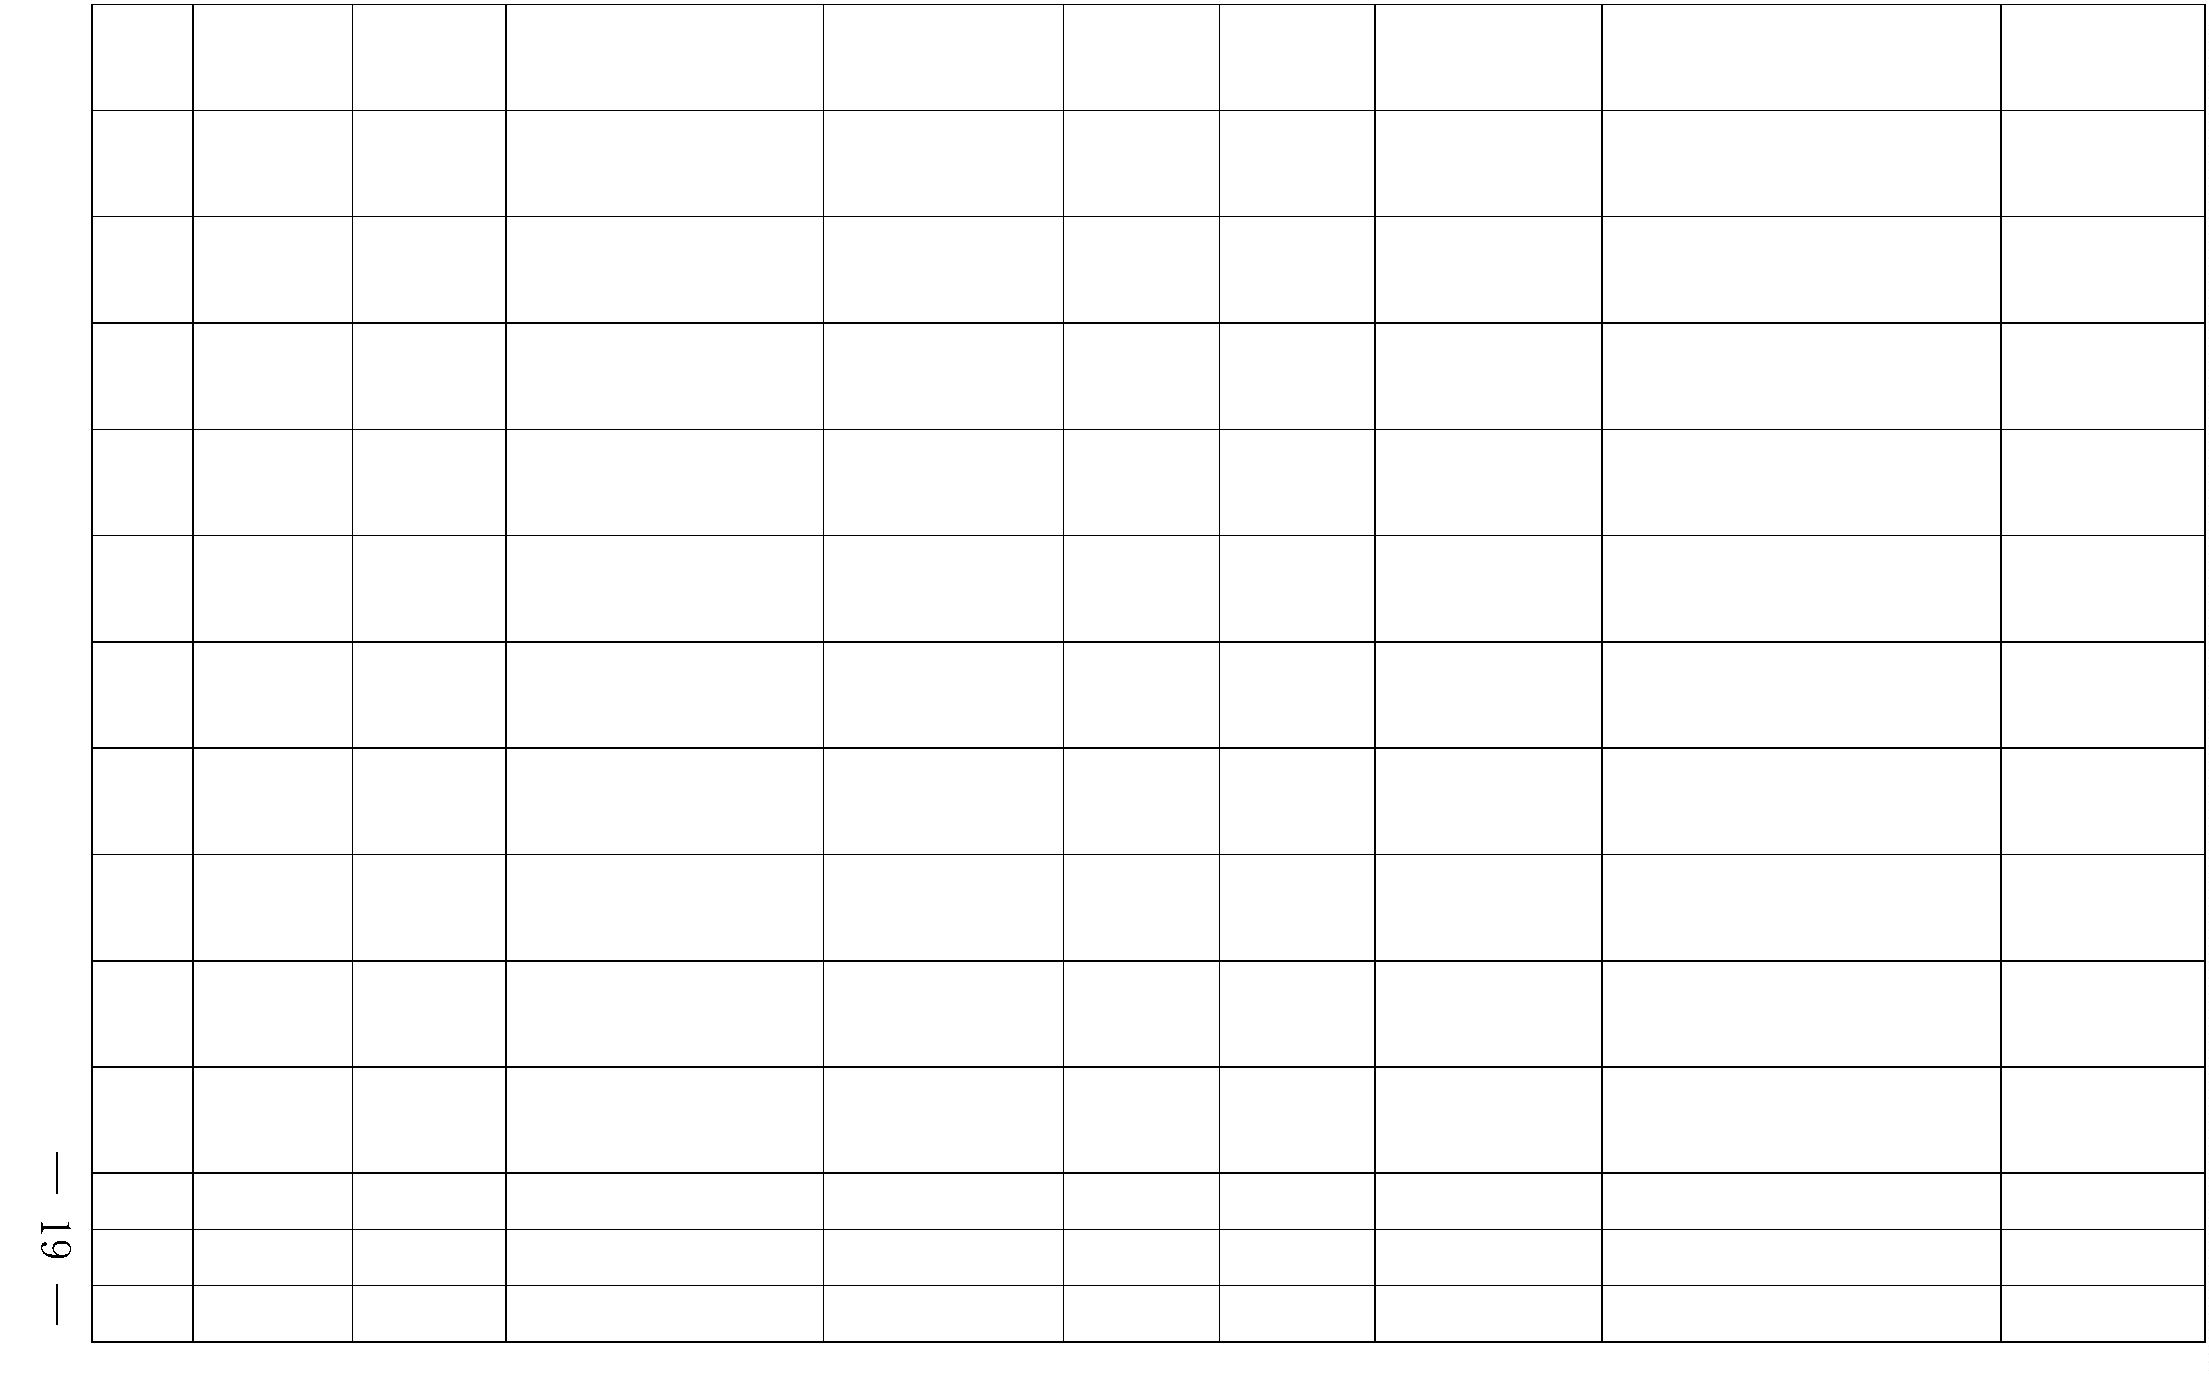 — 19 —